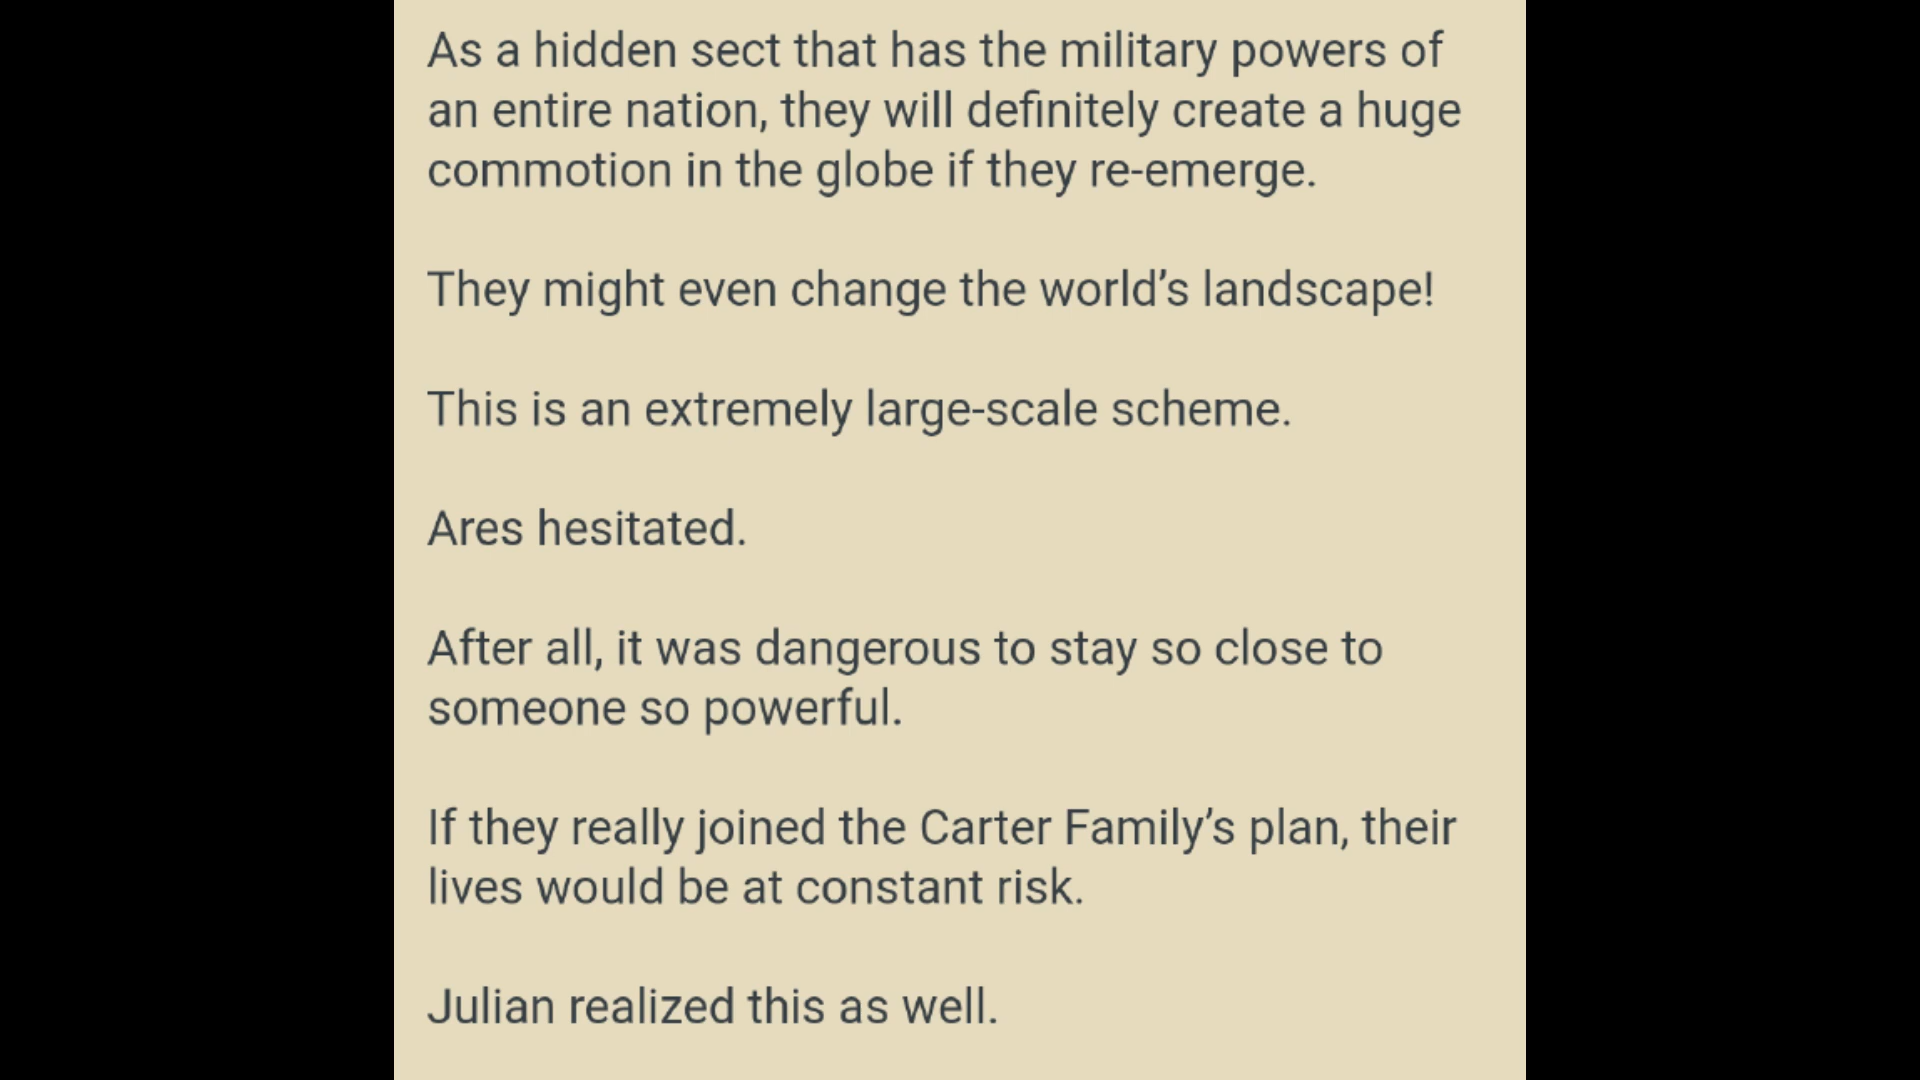 As a hidden sect that has the military powers of
an entire nation, they will definitely create a huge
commotion in the globe if they re-emerge.
They might even change the world’s landscape!
This is an extremely large-scale scheme.
Ares hesitated.
After all, it was dangerous to stay so close to
someone so powerful.
If they really joined the Carter Family’s plan, their
lives would be at constant risk.
Julian realized this as well.